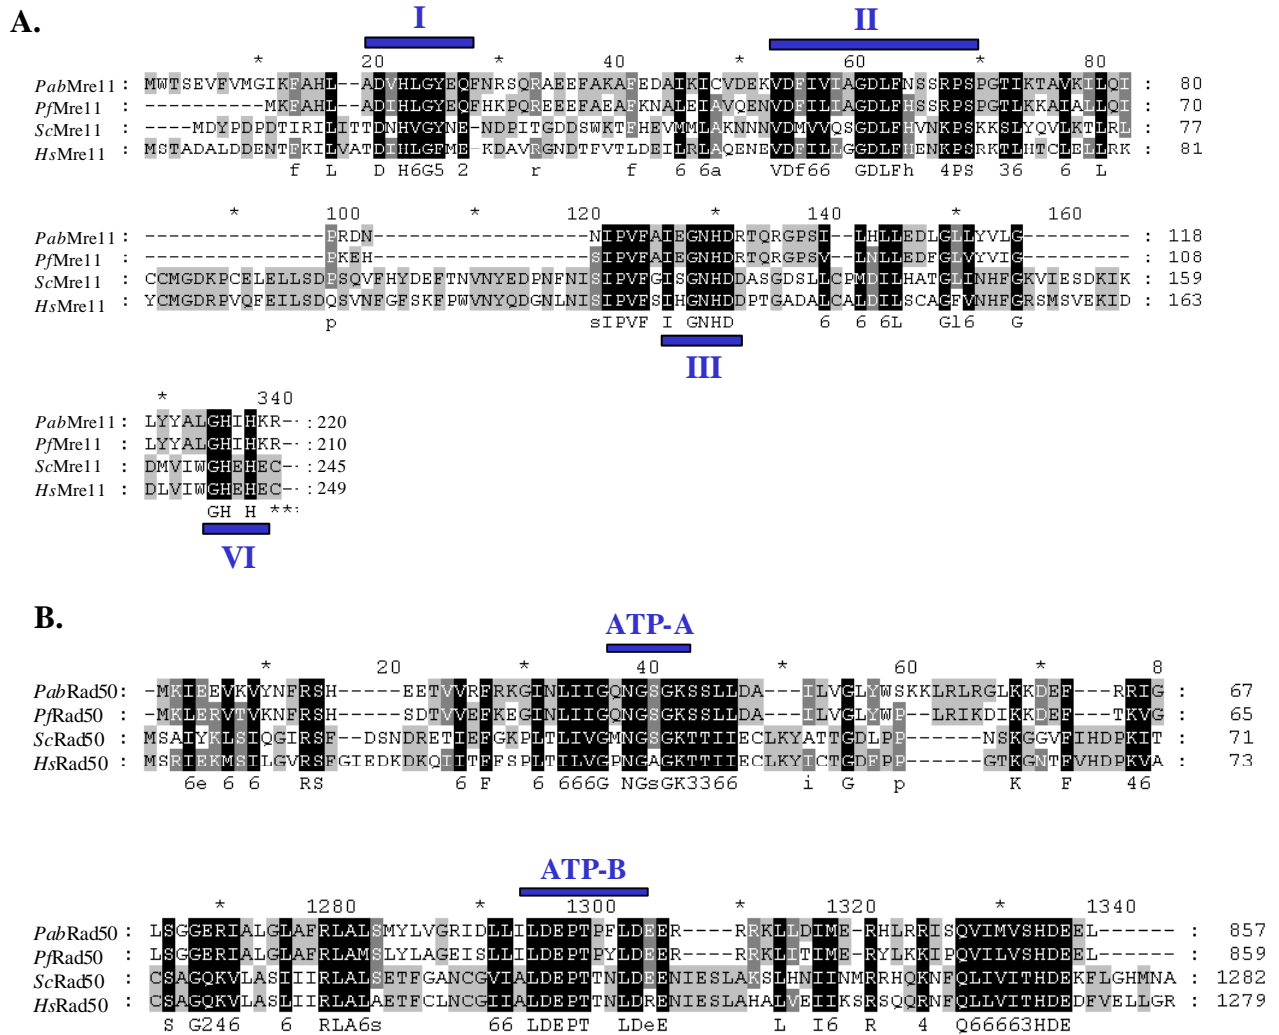 A.
I II
* 20 * 40 * 60 * 80
PabMre11 : MWTSEVFVMGIKFAHL--ADVHLGYEQFNRSQRAEEFAKAFEDAIKICVDEKVDFIVIAGDLFNSSRPSPGTIKTAVKILQI : 80
PfMre11 : ----------MKFAHL--ADIHLGYEQFHKPQREEEFAEAFKNALEIAVQENVDFILIAGDLFHSSRPSPGTLKKAIALLQI : 70
ScMre11 : ----MDYPDPDTIRILITTDNHVGYNE-NDPITGDDSWKTFHEVMMLAKNNNVDMVVQSGDLFHVNKPSKKSLYQVLKTLRL : 77
HsMre11 : MSTADALDDENTFKILVATDIHLGFME-KDAVRGNDTFVTLDEILRLAQENEVDFILLGGDLFHENKPSRKTLHTCLELLRK : 81
f L D H6G5 2 r f 6 6a VDf66 GDLFh 4PS 36 6 L
* 100 * 120 * 140 * 160
PabMre11 : ---------------PRDN------------------NIPVFAIEGNHDRTQRGPSI--LHLLEDLGLLYVLG--------- : 118
PfMre11 : ---------------PKEH------------------SIPVFAIEGNHDRTQRGPSV--LNLLEDFGLVYVIG--------- : 108
ScMre11 : CCMGDKPCELELLSDPSQVFHYDEFTNVNYEDPNFNISIPVFGISGNHDDASGDSLLCPMDILHATGLINHFGKVIESDKIK : 159
HsMre11 : YCMGDRPVQFEILSDQSVNFGFSKFPWVNYQDGNLNISIPVFSIHGNHDDPTGADALCALDILSCAGFVNHFGRSMSVEKID : 163
p sIPVF I GNHD 6 6 6L Gl6 G
III
* 340
PabMre11 : LYYALGHIHKR-- : 220
PfMre11 : LYYALGHIHKR-- : 210
ScMre11 : DMVIWGHEHEC-- : 245
HsMre11 : DLVIWGHEHEC-- : 249
GH H **
VI
B.
ATP-A
* 20 * 40 * 60 * 8
PabRad50 : -MKIEEVKVYNFRSH-----EETVVRFRKGINLIIGQNGSGKSSLLDA---ILVGLYWSKKLRLRGLKKDEF---RRIG : 67
PfRad50 : -MKLERVTVKNFRSH-----SDTVVEFKEGINLIIGQNGSGKSSLLDA---ILVGLYWP--LRIKDIKKDEF---TKVG : 65
ScRad50 : MSAIYKLSIQGIRSF--DSNDRETIEFGKPLTLIVGMNGSGKTTIIECLKYATTGDLPP------NSKGGVFIHDPKIT : 71
HsRad50 : MSRIEKMSILGVRSFGIEDKDKQIITFFSPLTILVGPNGAGKTTIIECLKYICTGDFPP------GTKGNTFVHDPKVA : 73
6e 6 6 RS 6 F 6 666G NGsGK3366 i G p K F 46
ATP-B
* 1280 * 1300 * 1320 * 1340
PabRad50 : LSGGERIALGLAFRLALSMYLVGRIDLLILDEPTPFLDEER----RRKLLDIME-RHLRRISQVIMVSHDEEL------ : 857
PfRad50 : LSGGERIALGLAFRLAMSLYLAGEISLLILDEPTPYLDEER----RRKLITIME-RYLKKIPQVILVSHDEEL------ : 859
ScRad50 : CSAGQKVLASIIIRLALSETFGANCGVIALDEPTTNLDEENIESLAKSLHNIINMRRHQKNFQLIVITHDEKFLGHMNA : 1282
HsRad50 : CSAGQKVLASLIIRLALAETFCLNCGIIALDEPTTNLDRENIESLAHALVEIIKSRSQQRNFQLLVITHDEDFVELLGR : 1279
S G246 6 RLA6s 66 LDEPT LDeE L I6 R 4 Q66663HDE